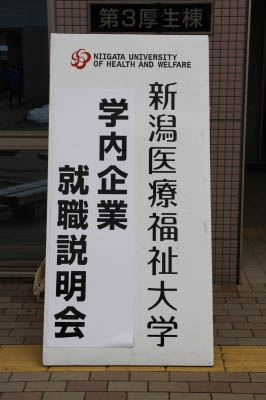 第3厚生棟
NIIGATA UNIVERSITY
OF HEALTH AND WELFARE
新潟医療福祉大学
学内企業
就職説明会